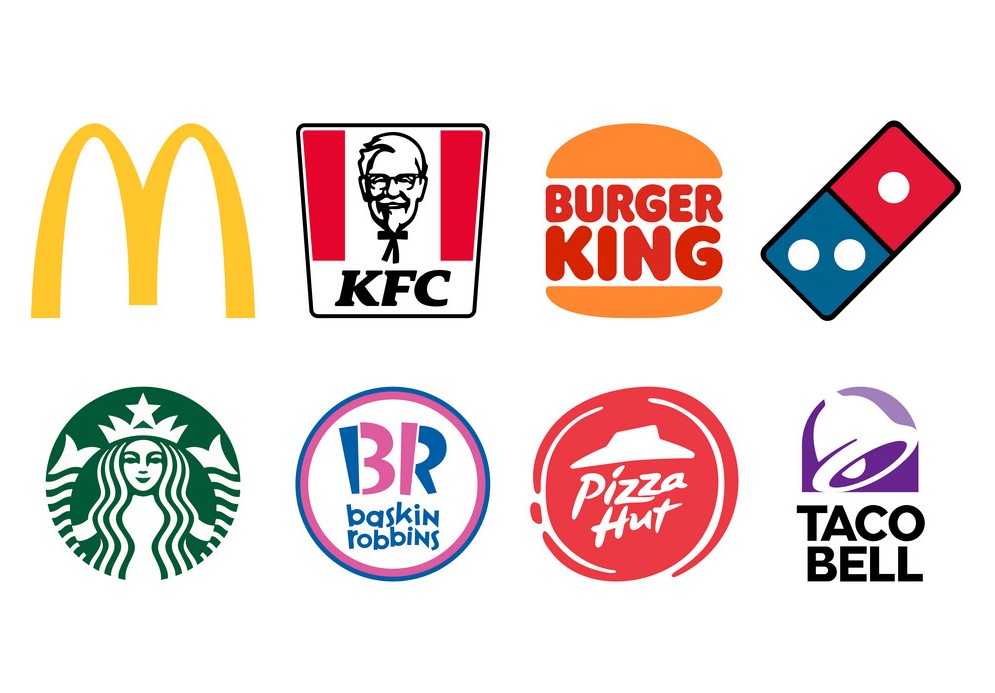 KFC
BURGER
KING
BR
baskin
robbins
Pizza
Hut
TACO
BELL